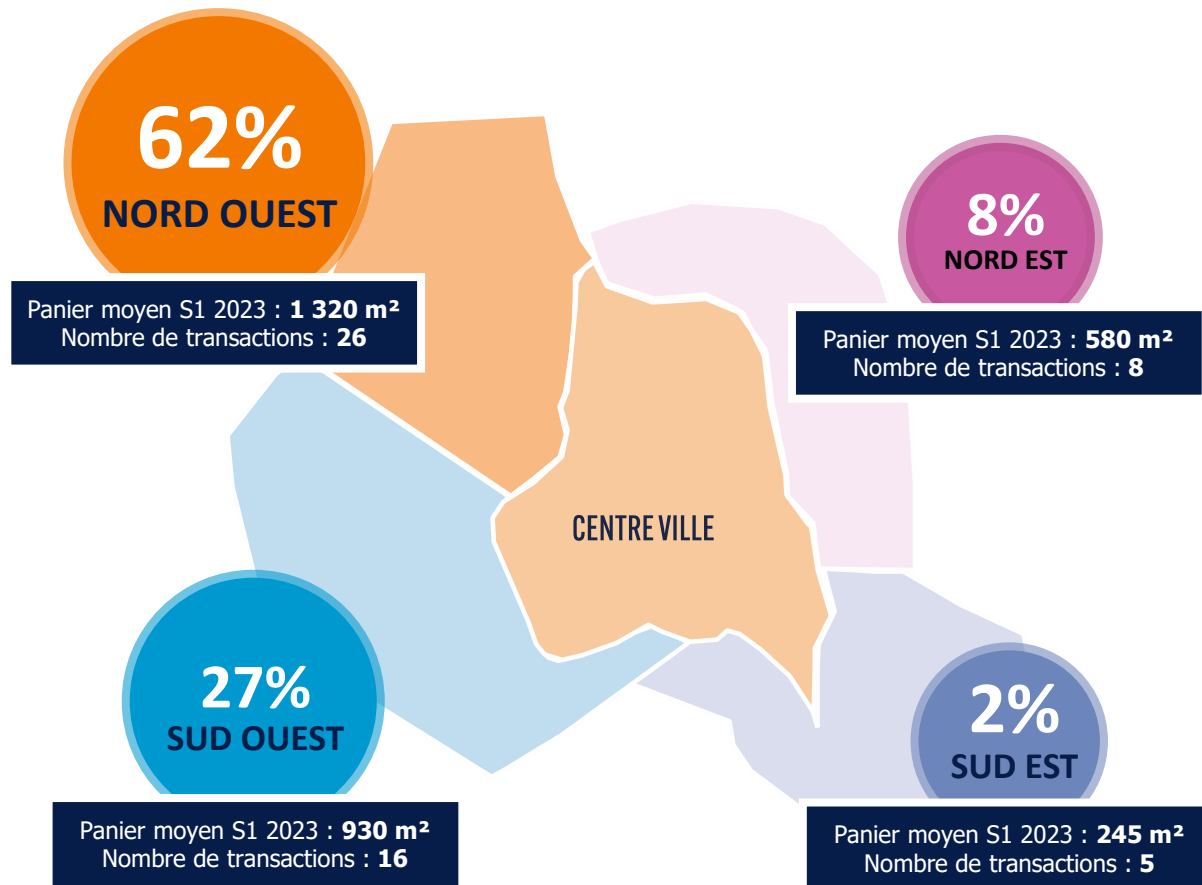 62%
NORD OUEST
Panier moyen S1 2023 : 1 320 m²
Nombre de transactions : 26
8%
NORD EST
Panier moyen S1 2023 : 580 m²
Nombre de transactions : 8
CENTRE VILLE
27%
SUD OUEST
Panier moyen S1 2023 : 930 m²
Nombre de transactions : 16
2%
SUD EST
Panier moyen S1 2023 : 245 m²
Nombre de transactions : 5